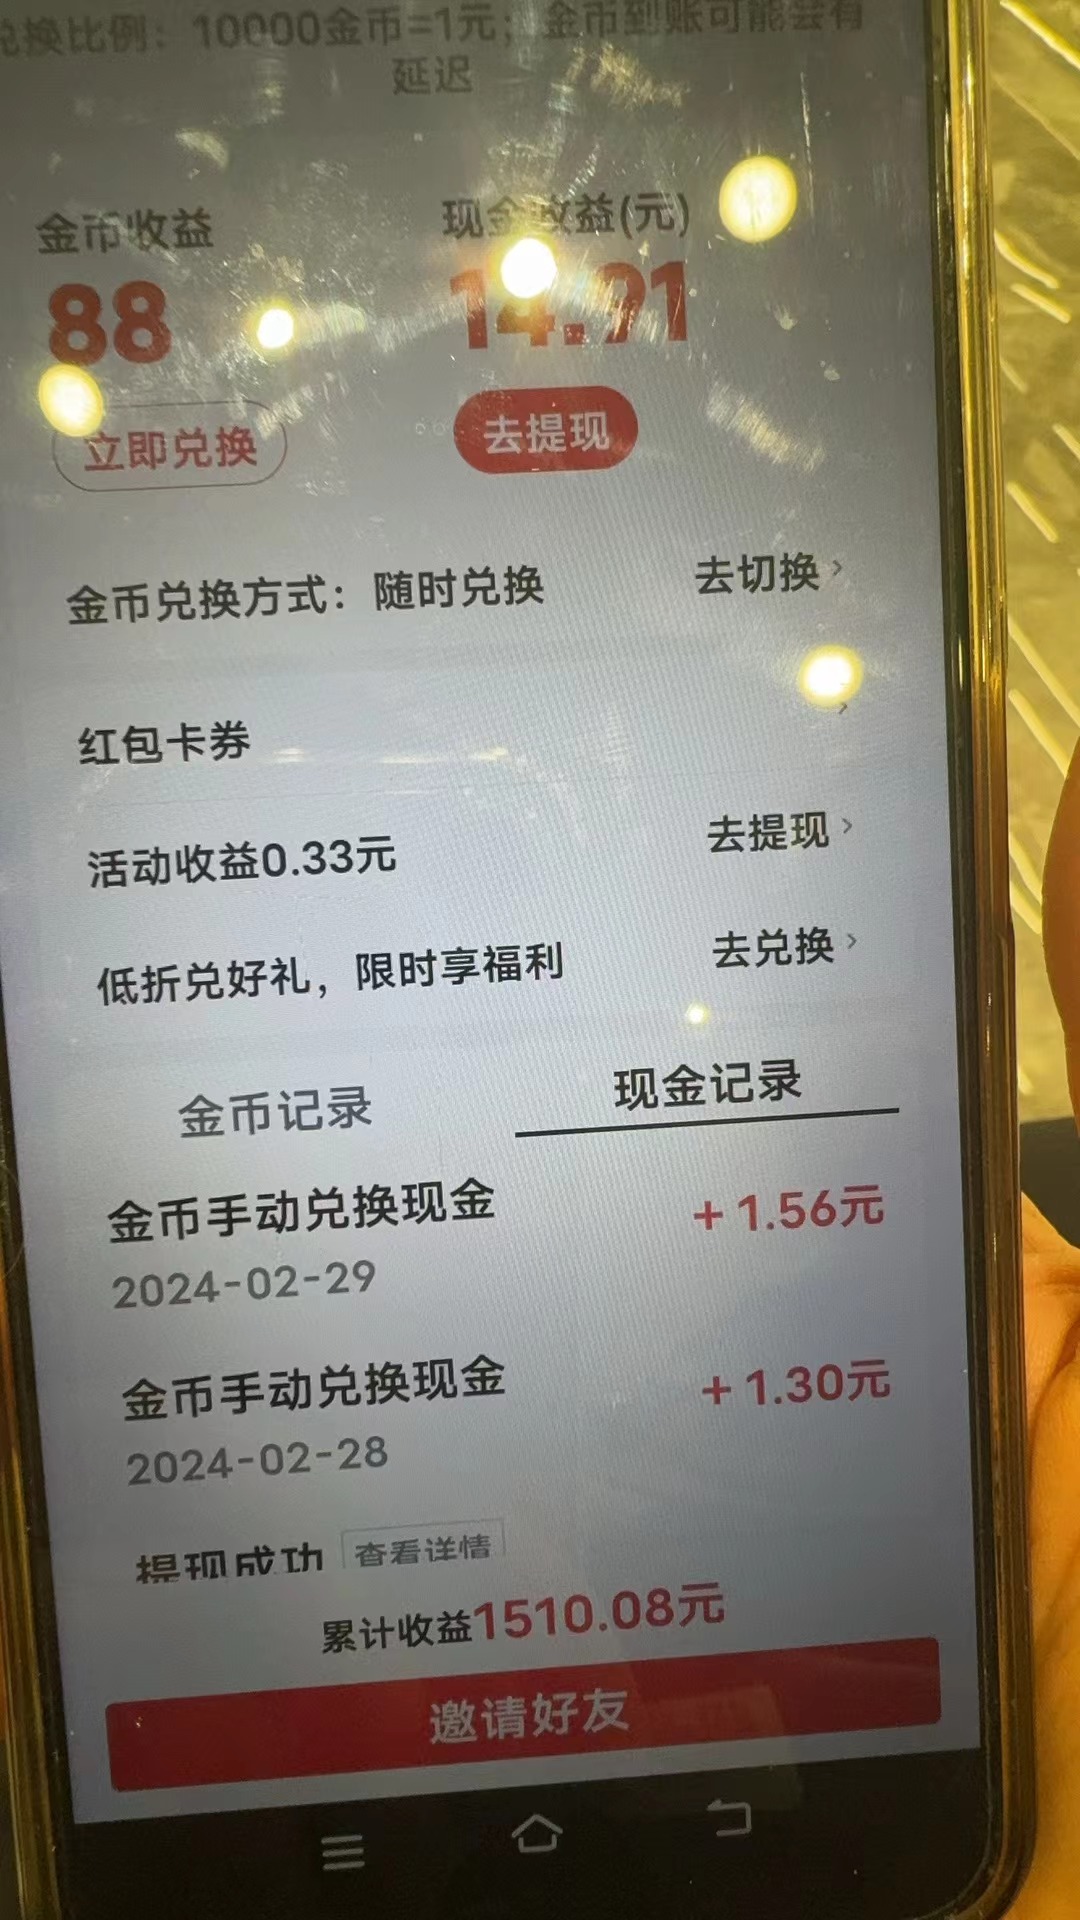 兑换比例：10000金币=1元；金币到账可能会有
延迟
金币收益
现金收益(元)
88
14.91
立即兑换
去提现
金币兑换方式：随时兑换
去切换
红包卡券
活动收益0.33元
去提现
低折兑好礼，限时享福利
去兑换
金币记录
现金记录
金币手动兑换现金
+1.56元
2024-02-29
金币手动兑换现金
+1.30元
2024-02-28
提现成功
查看详情
累计收益1510.08元
邀请好友